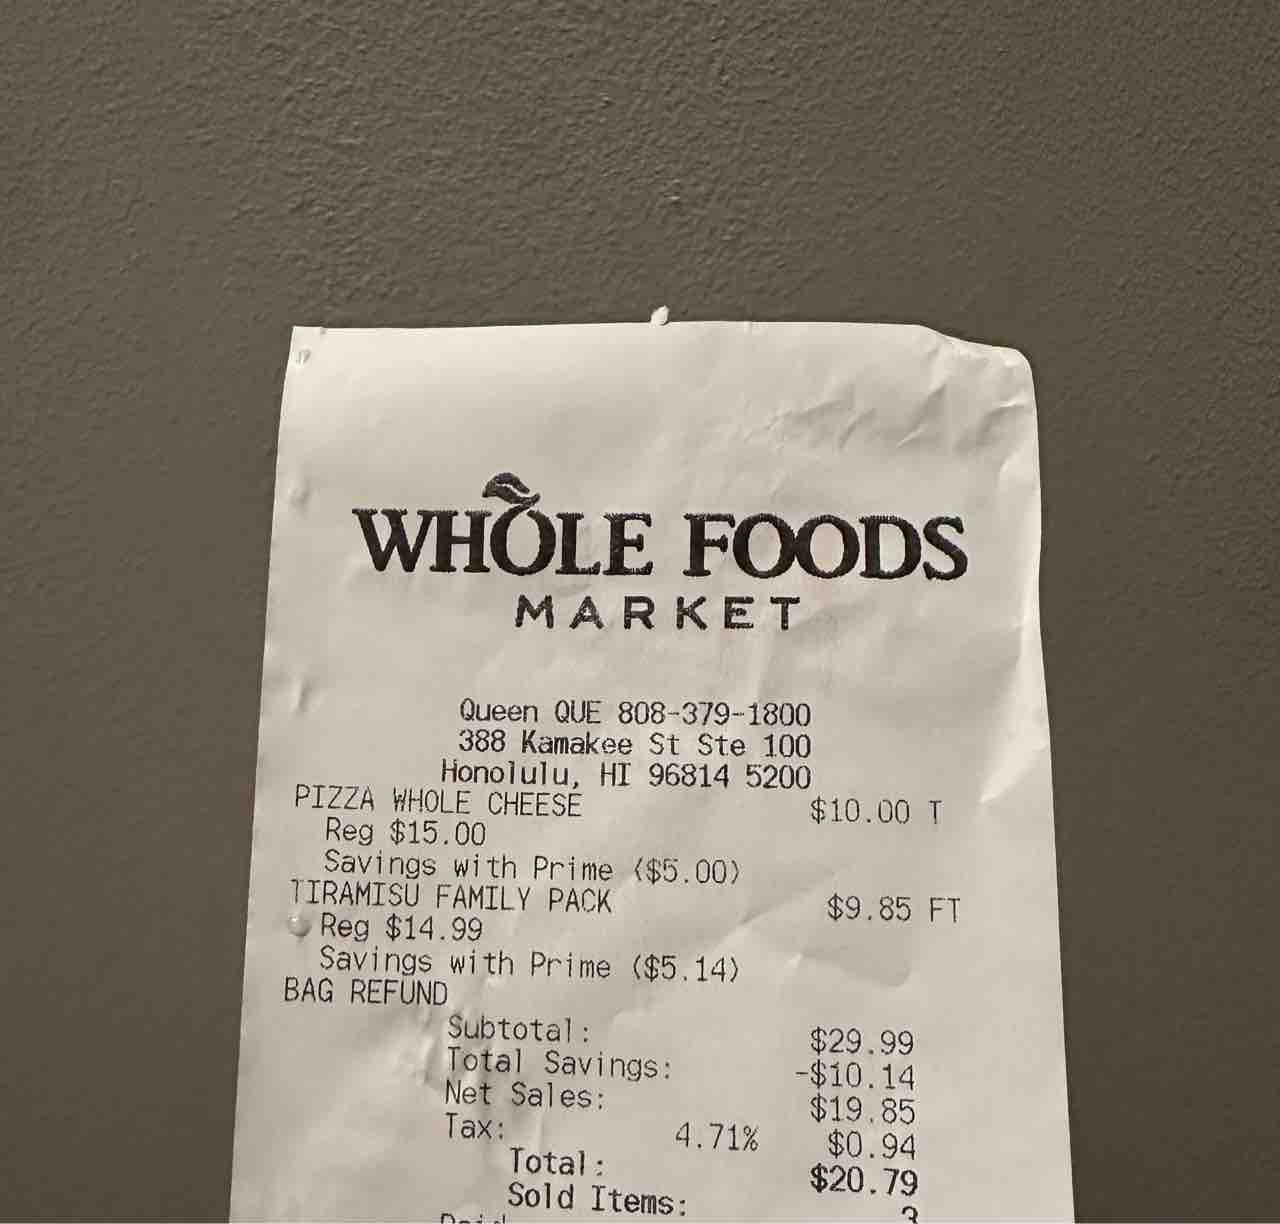 WHOLE FOODS
MARKET
Queen QUE 808-379-1800
388 Kamakee St Ste 100
Honolulu, HI 96814 5200
PIZZA WHOLE CHEESE $10.00 T
Reg $15.00
Savings with Prime ($5.00)
TIRAMISU FAMILY PACK $9.85 FT
Reg $14.99
Savings with Prime ($5.14)
BAG REFUND
Subtotal: $29.99
Total Savings: -$10.14
Net Sales: $19.85
Tax: 4.71% $0.94
Total: $20.79
Sold Items: 3